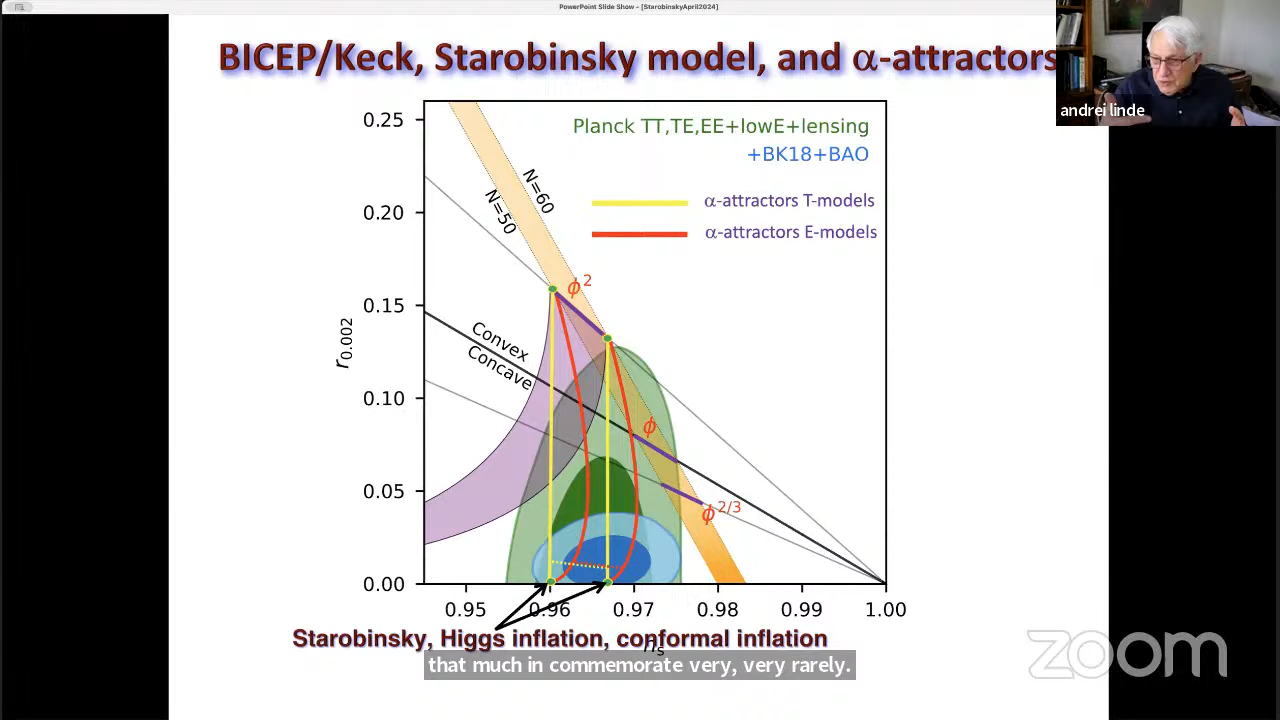 PowerPoint Slide Show - [StarobinskyApril2024]
BICEP/Keck, Starobinsky model, and α-attractors
andrei linde
Planck TT,TE,EE+lowE+lensing
+BK18+BAO
α-attractors T-models
α-attractors E-models
N=60
N=50
ϕ²
Convex
Concave
ϕ
ϕ^2/3
r0.002
0.25
0.20
0.15
0.10
0.05
0.00
0.95 0.96 0.97 0.98 0.99 1.00
ns
Starobinsky, Higgs inflation, conformal inflation
that much in commemorate very, very rarely.
zoom